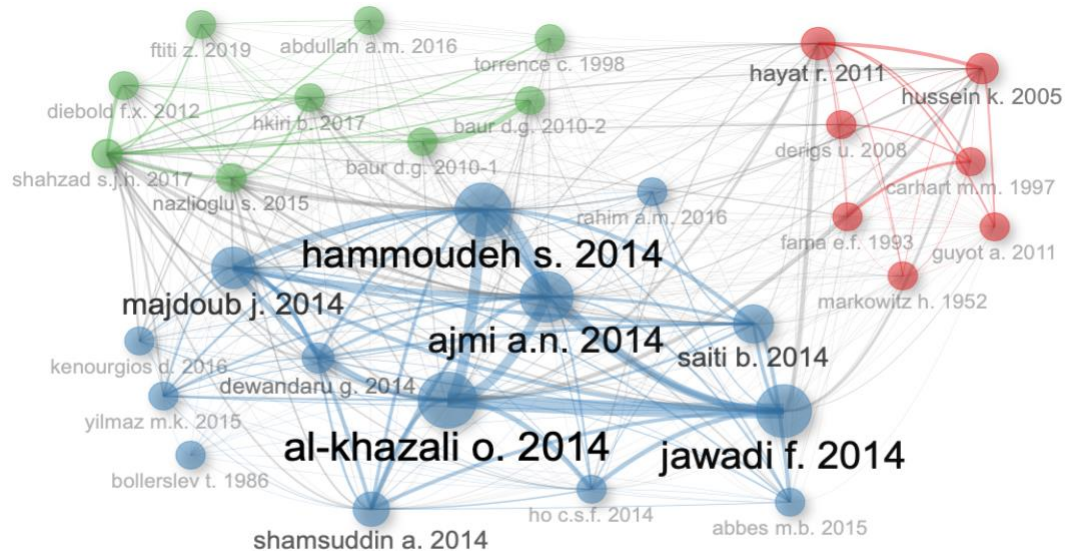 ftiti z. 2019
abdullah a.m. 2016
torrence c. 1998
hayat r. 2011
hussein k. 2005
diebold f.x. 2012
hkiri b. 2017
baur d.g. 2010-2
derigs u. 2008
baur d.g. 2010-1
shahzad s.j.h. 2017
carhart m.m. 1997
nazlioglu s. 2015
rahim a.m. 2016
fama e.f. 1993
guyot a. 2011
hammoudeh s. 2014
majdoub j. 2014
markowitz h. 1952
ajmi a.n. 2014
saiti b. 2014
kenourgios d. 2016
dewandaru g. 2014
yilmaz m.k. 2015
al-khazali o. 2014
jawadi f. 2014
bollerslev t. 1986
ho c.s.f. 2014
abbes m.b. 2015
shamsuddin a. 2014